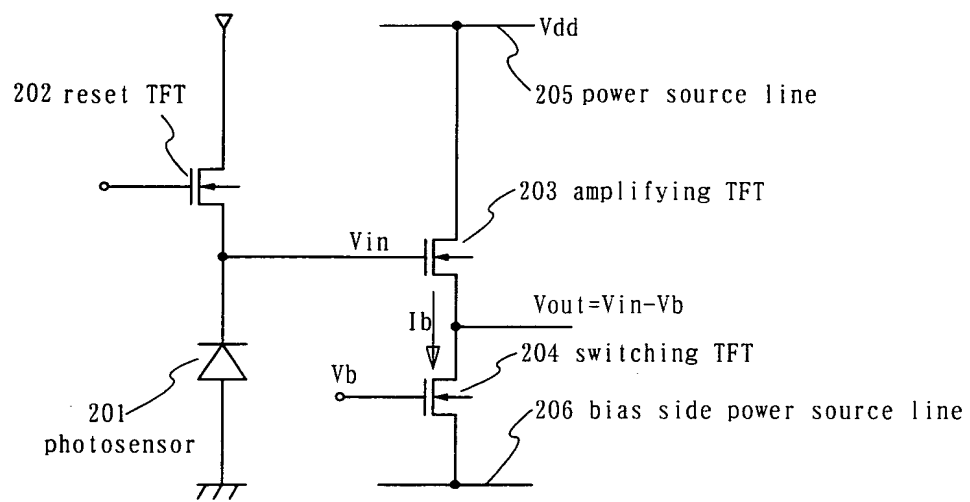 Vdd
202 reset TFT
205 power source line
203 amplifying TFT
Vin
Vout=Vin-Vb
Ib
204 switching TFT
Vb
206 bias side power source line
201
photosensor